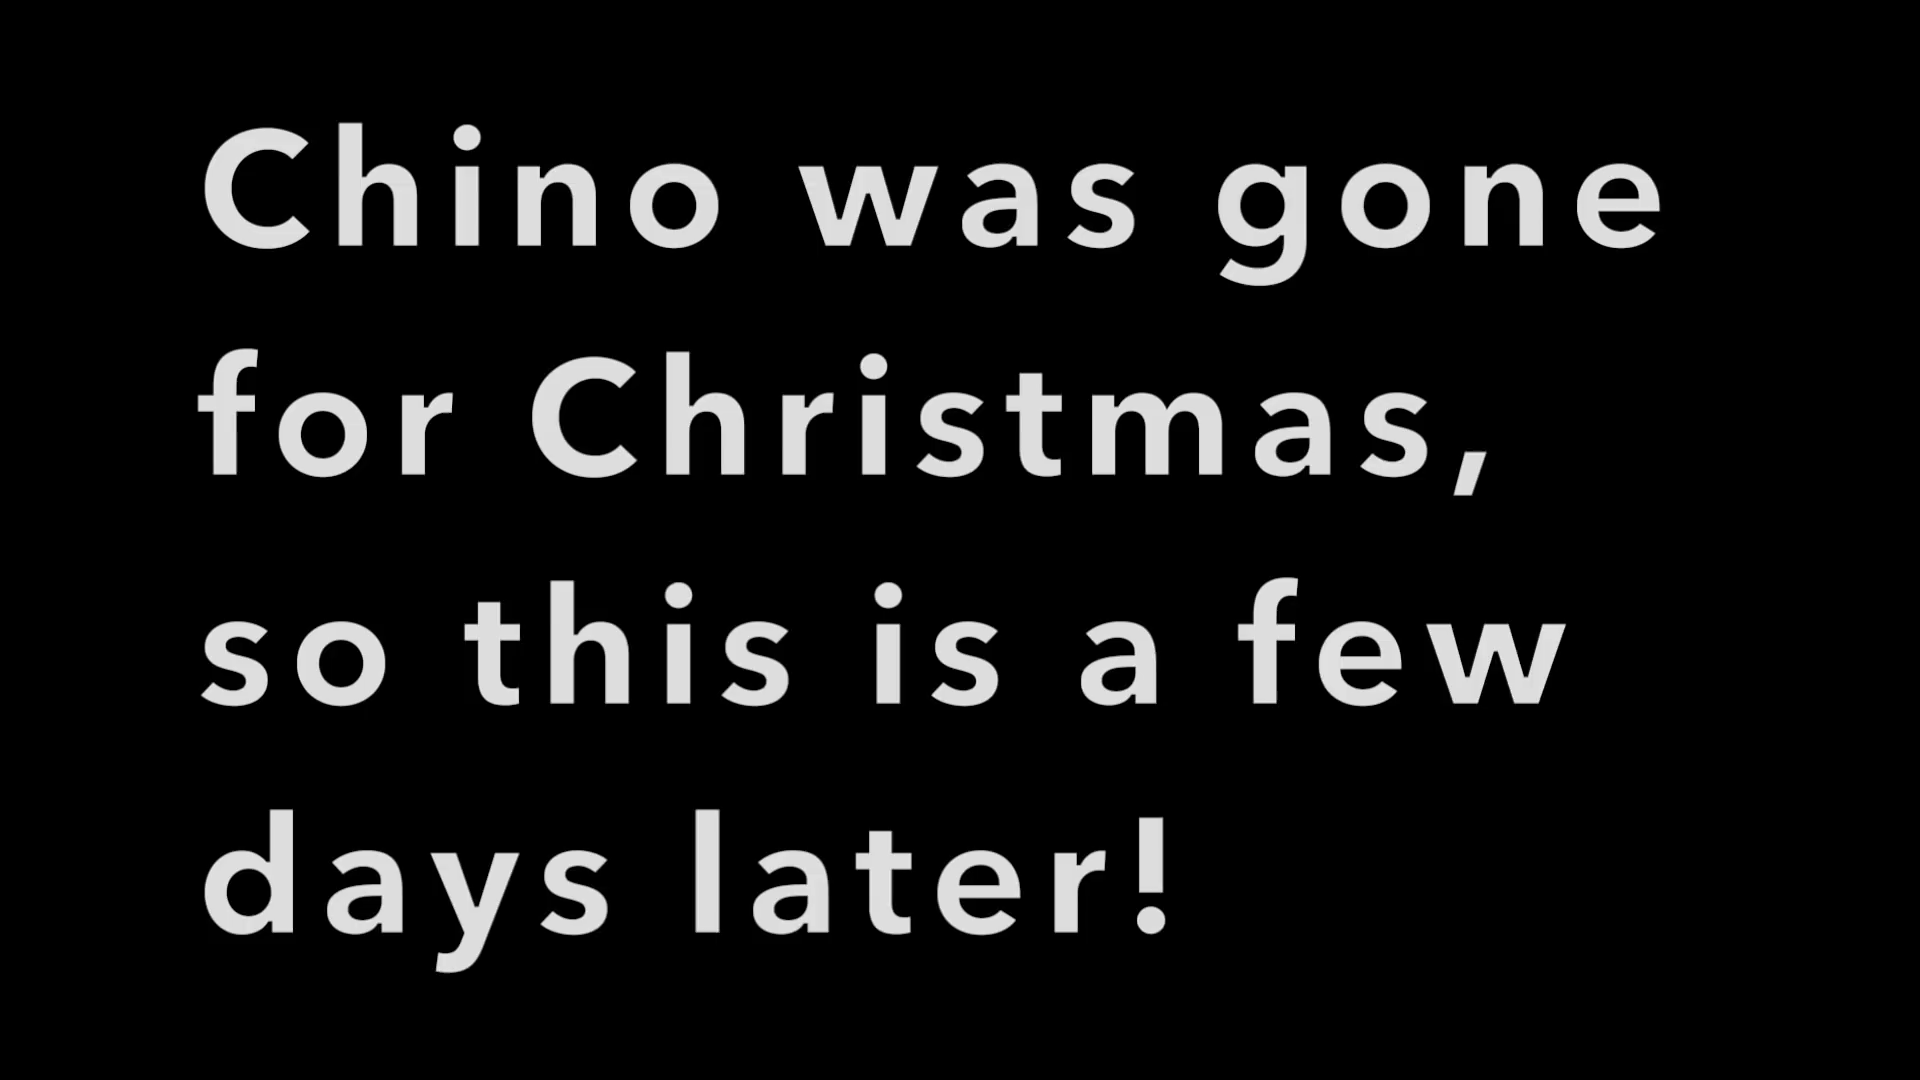 Chino was gone
for Christmas,
so this is a few
days later!